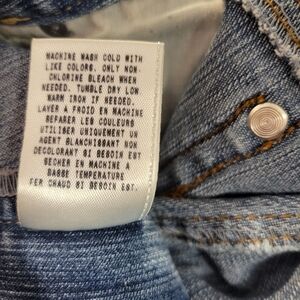 MACHINE WASH COLD WITH
LIKE COLORS. ONLY NON-
CHLORINE BLEACH WHEN
NEEDED. TUMBLE DRY LOW
WARM IRON IF NEEDED.
LAVER A FROID EN MACHINE
REPARER LES COULEURS
UTILISER UNIQUEMENT UN
AGENT BLANCHISSANT NON
DECOLORANT SI BESOIN EST
SECHER EN MACHINE A
BASSE TEMPERATURE
FER CHAUD SI BESOIN EST.